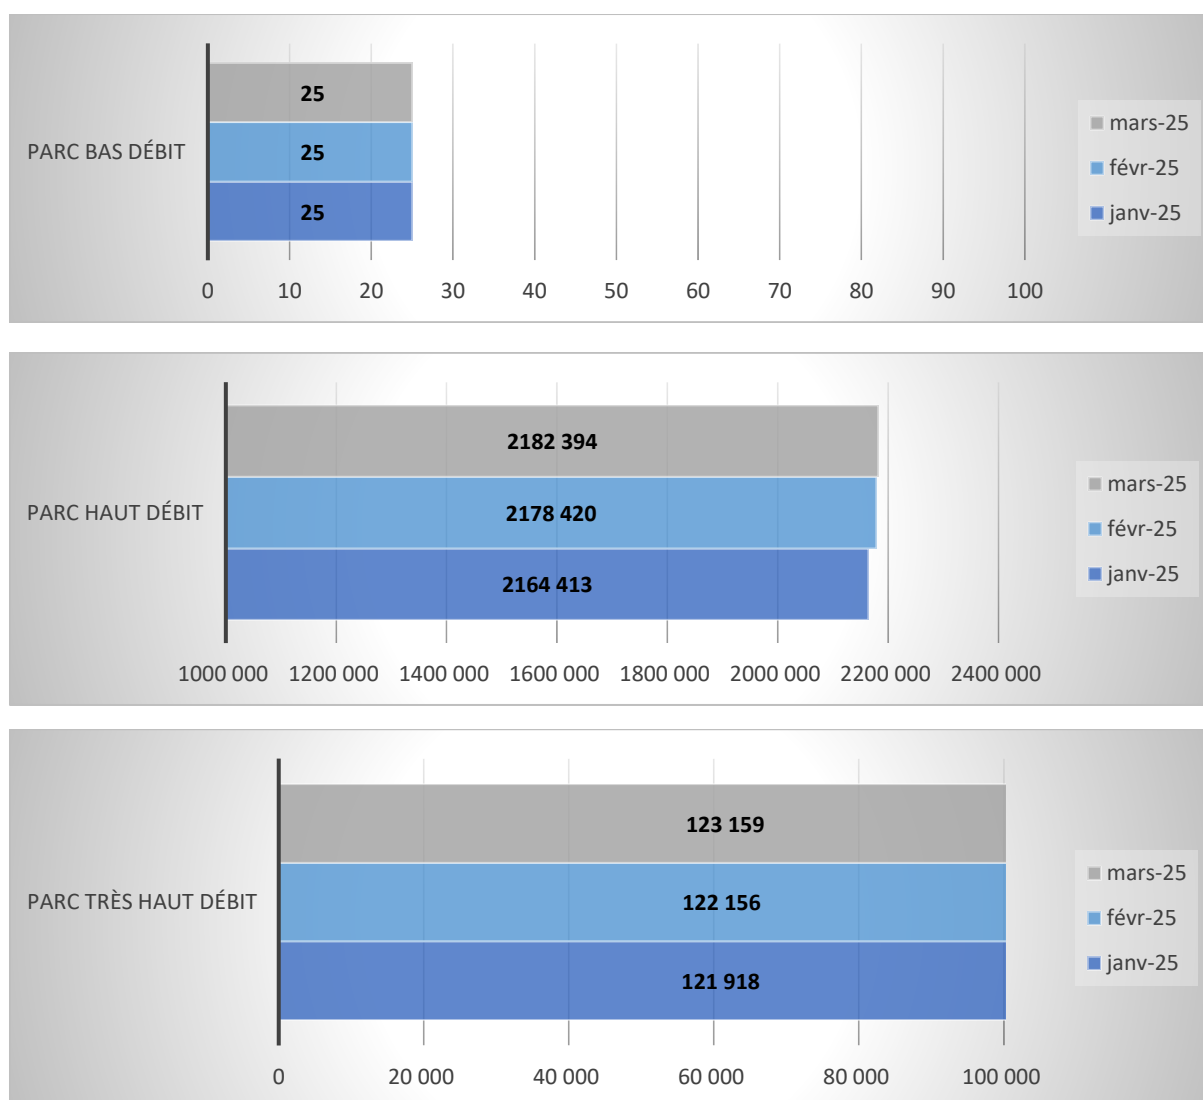 25
mars-25
PARC BAS DÉBIT
25
févr-25
25
janv-25
0 10 20 30 40 50 60 70 80 90 100
2182 394
mars-25
PARC HAUT DÉBIT
2178 420
févr-25
2164 413
janv-25
1000 000 1200 000 1400 000 1600 000 1800 000 2000 000 2200 000 2400 000
123 159
mars-25
PARC TRÈS HAUT DÉBIT
122 156
févr-25
121 918
janv-25
0 20 000 40 000 60 000 80 000 100 000